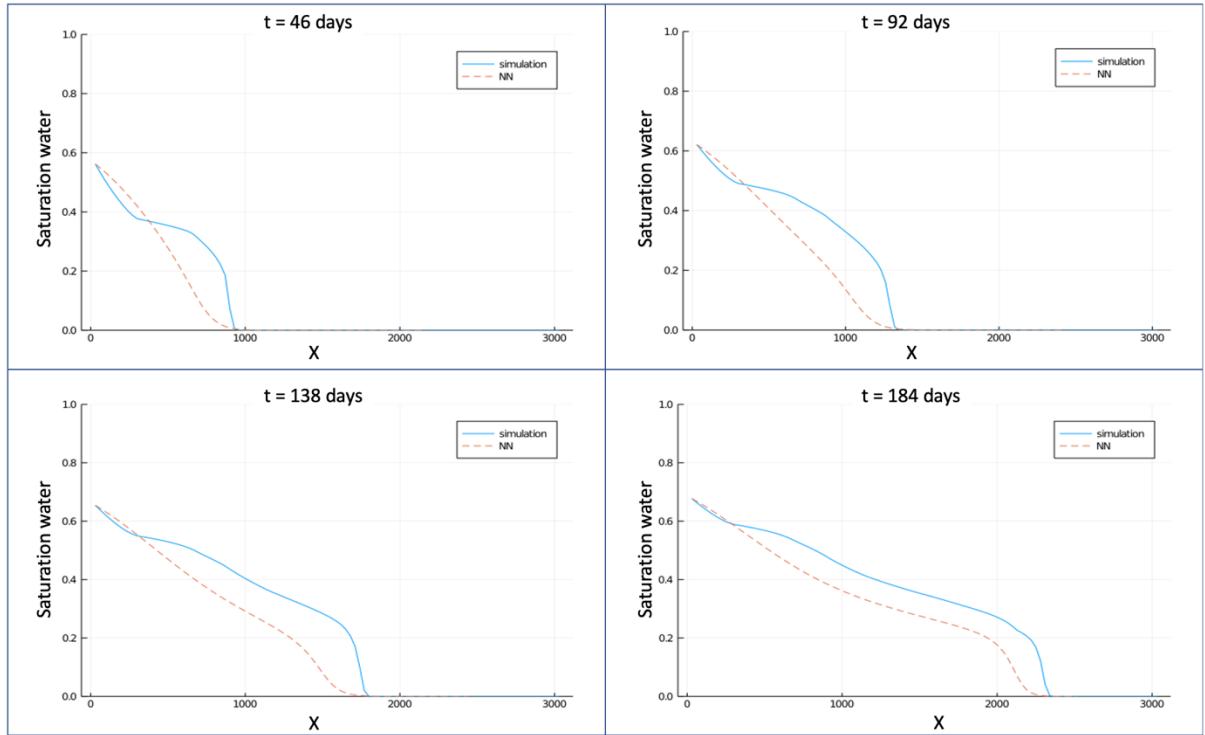 t = 46 days
1.0
0.8
0.6
0.4
0.2
0.0
Saturation water
simulation
NN
0
1000
2000
3000
X
t = 92 days
1.0
0.8
0.6
0.4
0.2
0.0
Saturation water
simulation
NN
0
1000
2000
3000
X
t = 138 days
1.0
0.8
0.6
0.4
0.2
0.0
Saturation water
simulation
NN
0
1000
2000
3000
X
t = 184 days
1.0
0.8
0.6
0.4
0.2
0.0
Saturation water
simulation
NN
0
1000
2000
3000
X